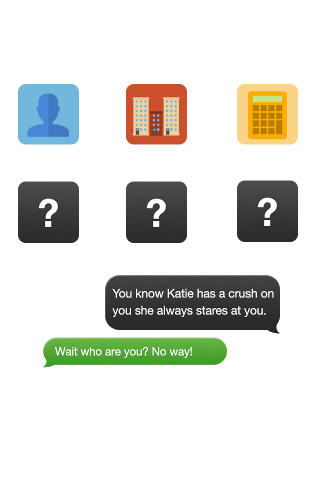 ? ? ?
You know Katie has a crush on
you she always stares at you.
Wait who are you? No way!